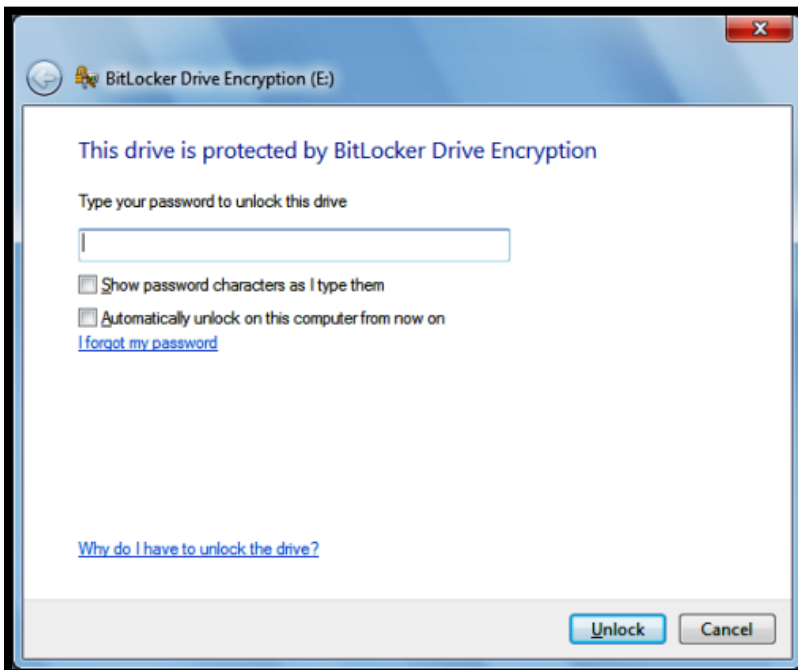 BitLocker Drive Encryption (E:)
This drive is protected by BitLocker Drive Encryption
Type your password to unlock this drive
Show password characters as I type them
Automatically unlock on this computer from now on
I forgot my password
Why do I have to unlock the drive?
Unlock Cancel